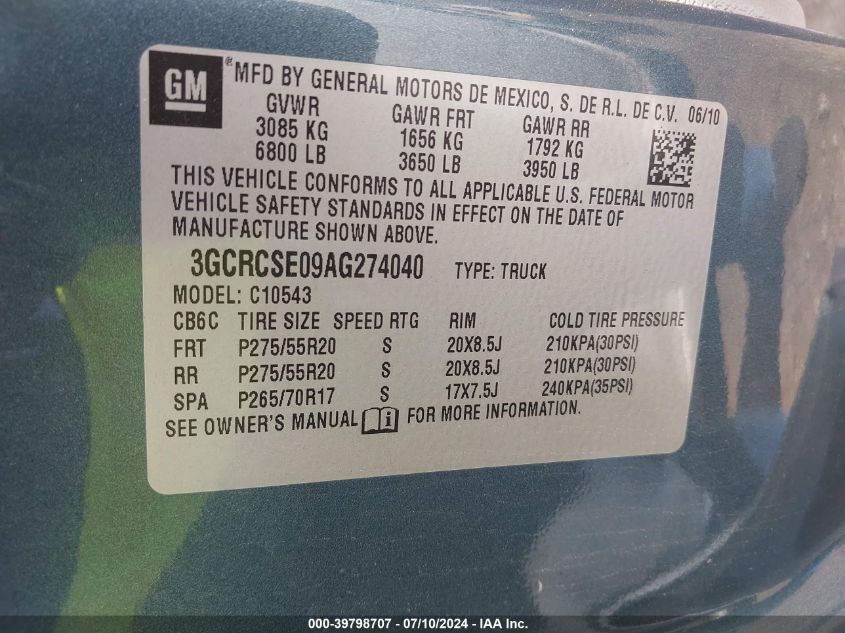 GM ® MFD BY GENERAL MOTORS DE MEXICO, S. DE R.L. DE C.V. 06/10
GVWR GAWR FRT GAWR RR
3085 KG 1656 KG 1792 KG
6800 LB 3650 LB 3950 LB
THIS VEHICLE CONFORMS TO ALL APPLICABLE U.S. FEDERAL MOTOR
VEHICLE SAFETY STANDARDS IN EFFECT ON THE DATE OF
MANUFACTURE SHOWN ABOVE.
3GCRCSE09AG274040 TYPE: TRUCK
MODEL: C10543
CB6C TIRE SIZE SPEED RTG RIM COLD TIRE PRESSURE
FRT P275/55R20 S 20X8.5J 210KPA(30PSI)
RR P275/55R20 S 20X8.5J 210KPA(30PSI)
SPA P265/70R17 S 17X7.5J 240KPA(35PSI)
SEE OWNER'S MANUAL i FOR MORE INFORMATION.
000-39798707 - 07/10/2024 - IAA Inc.